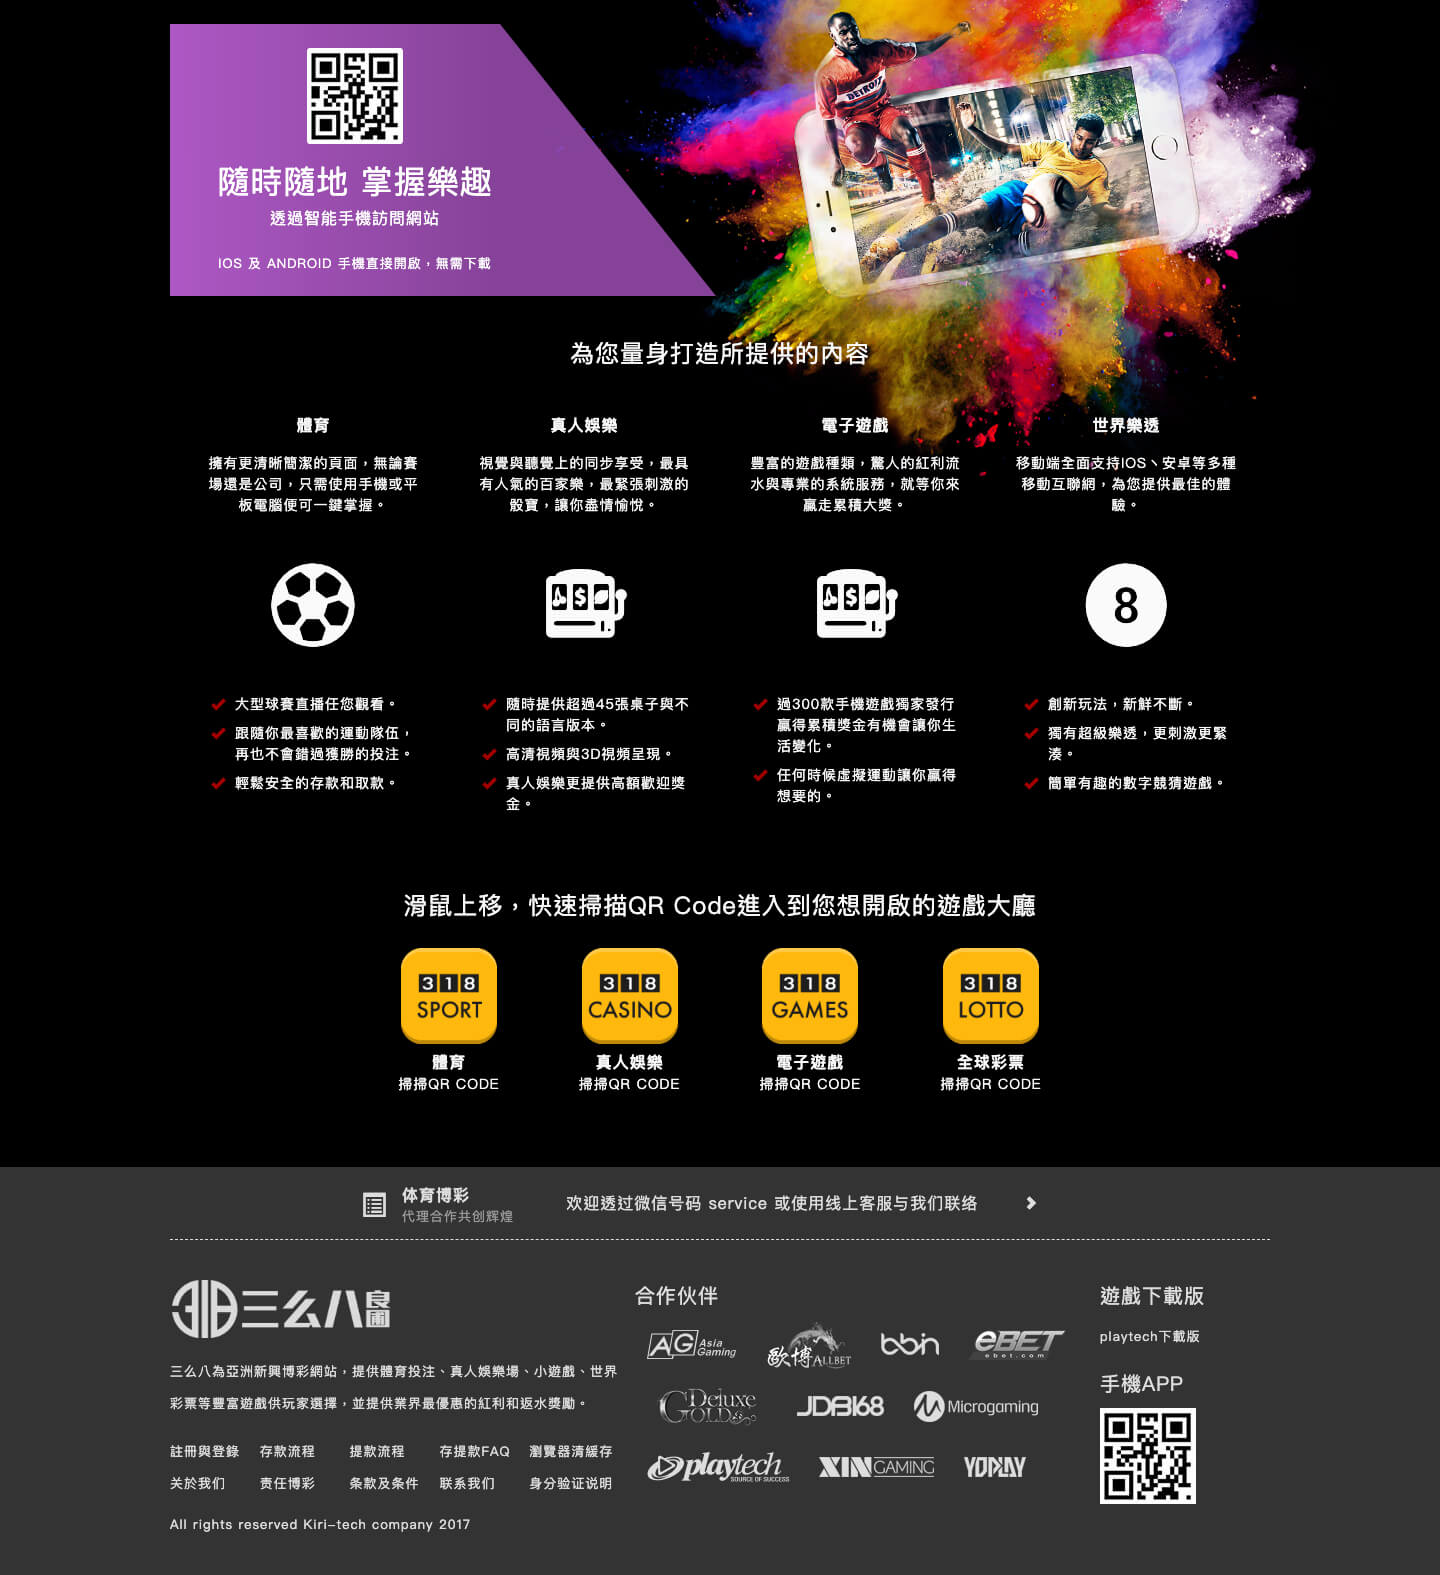 DETROIT
隨時隨地 掌握樂趣
透過智能手機訪問網站
IOS 及 ANDROID 手機直接開啟，無需下載
為您量身打造所提供的內容
體育
擁有更清晰簡潔的頁面，無論賽
場還是公司，只需使用手機或平
板電腦便可一鍵掌握。
真人娛樂
視覺與聽覺上的同步享受，最具
有人氣的百家樂，最緊張刺激的
骰寶，讓你盡情愉悅。
電子遊戲
豐富的遊戲種類，驚人的紅利流
水與專業的系統服務，就等你來
贏走累積大獎。
世界樂透
移動端全面支持IOS、安卓等多種
移動互聯網，為您提供最佳的體
驗。
$
$
8
大型球賽直播任您觀看。
跟隨你最喜歡的運動隊伍，
再也不會錯過獲勝的投注。
輕鬆安全的存款和取款。
隨時提供超過45張桌子與不
同的語言版本。
高清視頻與3D視頻呈現。
真人娛樂更提供高額歡迎獎
金。
過300款手機遊戲獨家發行
贏得累積獎金有機會讓你生
活變化。
任何時候虛擬運動讓你贏得
想要的。
創新玩法，新鮮不斷。
獨有超級樂透，更刺激更緊
湊。
簡單有趣的數字競猜遊戲。
滑鼠上移，快速掃描QR Code進入到您想開啟的遊戲大廳
318
SPORT
體育
掃掃QR CODE
318
CASINO
真人娛樂
掃掃QR CODE
318
GAMES
電子遊戲
掃掃QR CODE
318
LOTTO
全球彩票
掃掃QR CODE
体育博彩
代理合作共创辉煌
欢迎透过微信号码 service 或使用线上客服与我们联络
318三么八娛樂
三么八為亞洲新興博彩網站，提供體育投注、真人娛樂場、小遊戲、世界
彩票等豐富遊戲供玩家選擇，並提供業界最優惠的紅利和返水獎勵。
註冊與登錄 存款流程 提款流程 存提款FAQ 瀏覽器清緩存
关於我们 责任博彩 条款及条件 联系我们 身分验证说明
All rights reserved Kiri-tech company 2017
合作伙伴
AG Asia Gaming
歐博ALLBET
bbin
eBET
ebet.com
Deluxe
GOLD
JDB168
Microgaming
playtech
SOURCE OF SUCCESS
XINGAMING
YOPLAY
遊戲下載版
playtech下載版
手機APP